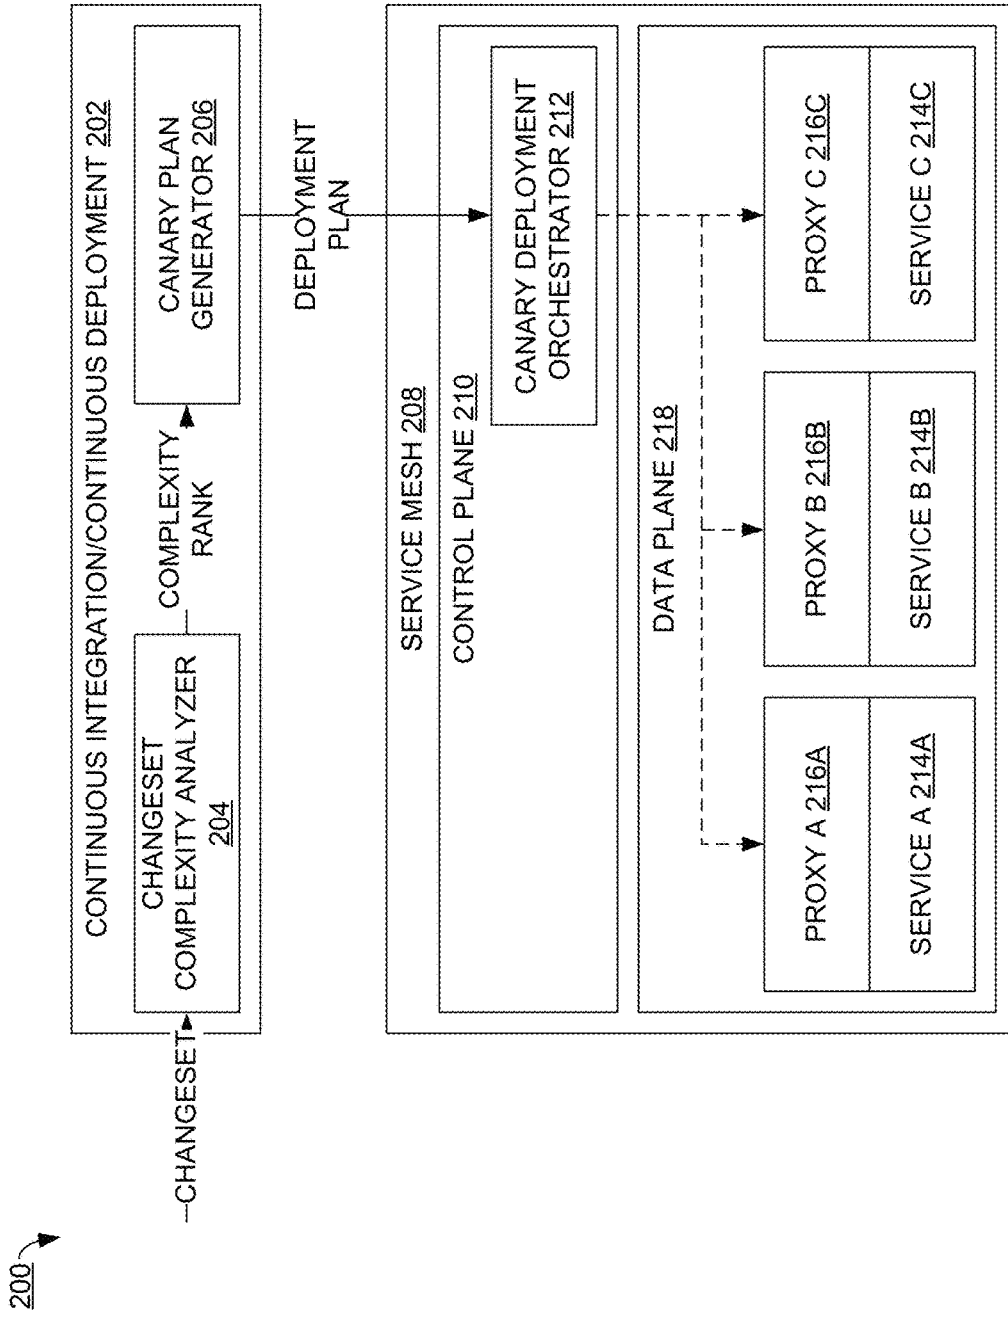 200
CONTINUOUS INTEGRATION/CONTINUOUS DEPLOYMENT 202
CHANGESET
CHANGESET
COMPLEXITY ANALYZER
204
COMPLEXITY
RANK
CANARY PLAN
GENERATOR 206
DEPLOYMENT
PLAN
SERVICE MESH 208
CONTROL PLANE 210
CANARY DEPLOYMENT
ORCHESTRATOR 212
DATA PLANE 218
PROXY A 216A
SERVICE A 214A
PROXY B 216B
SERVICE B 214B
PROXY C 216C
SERVICE C 214C